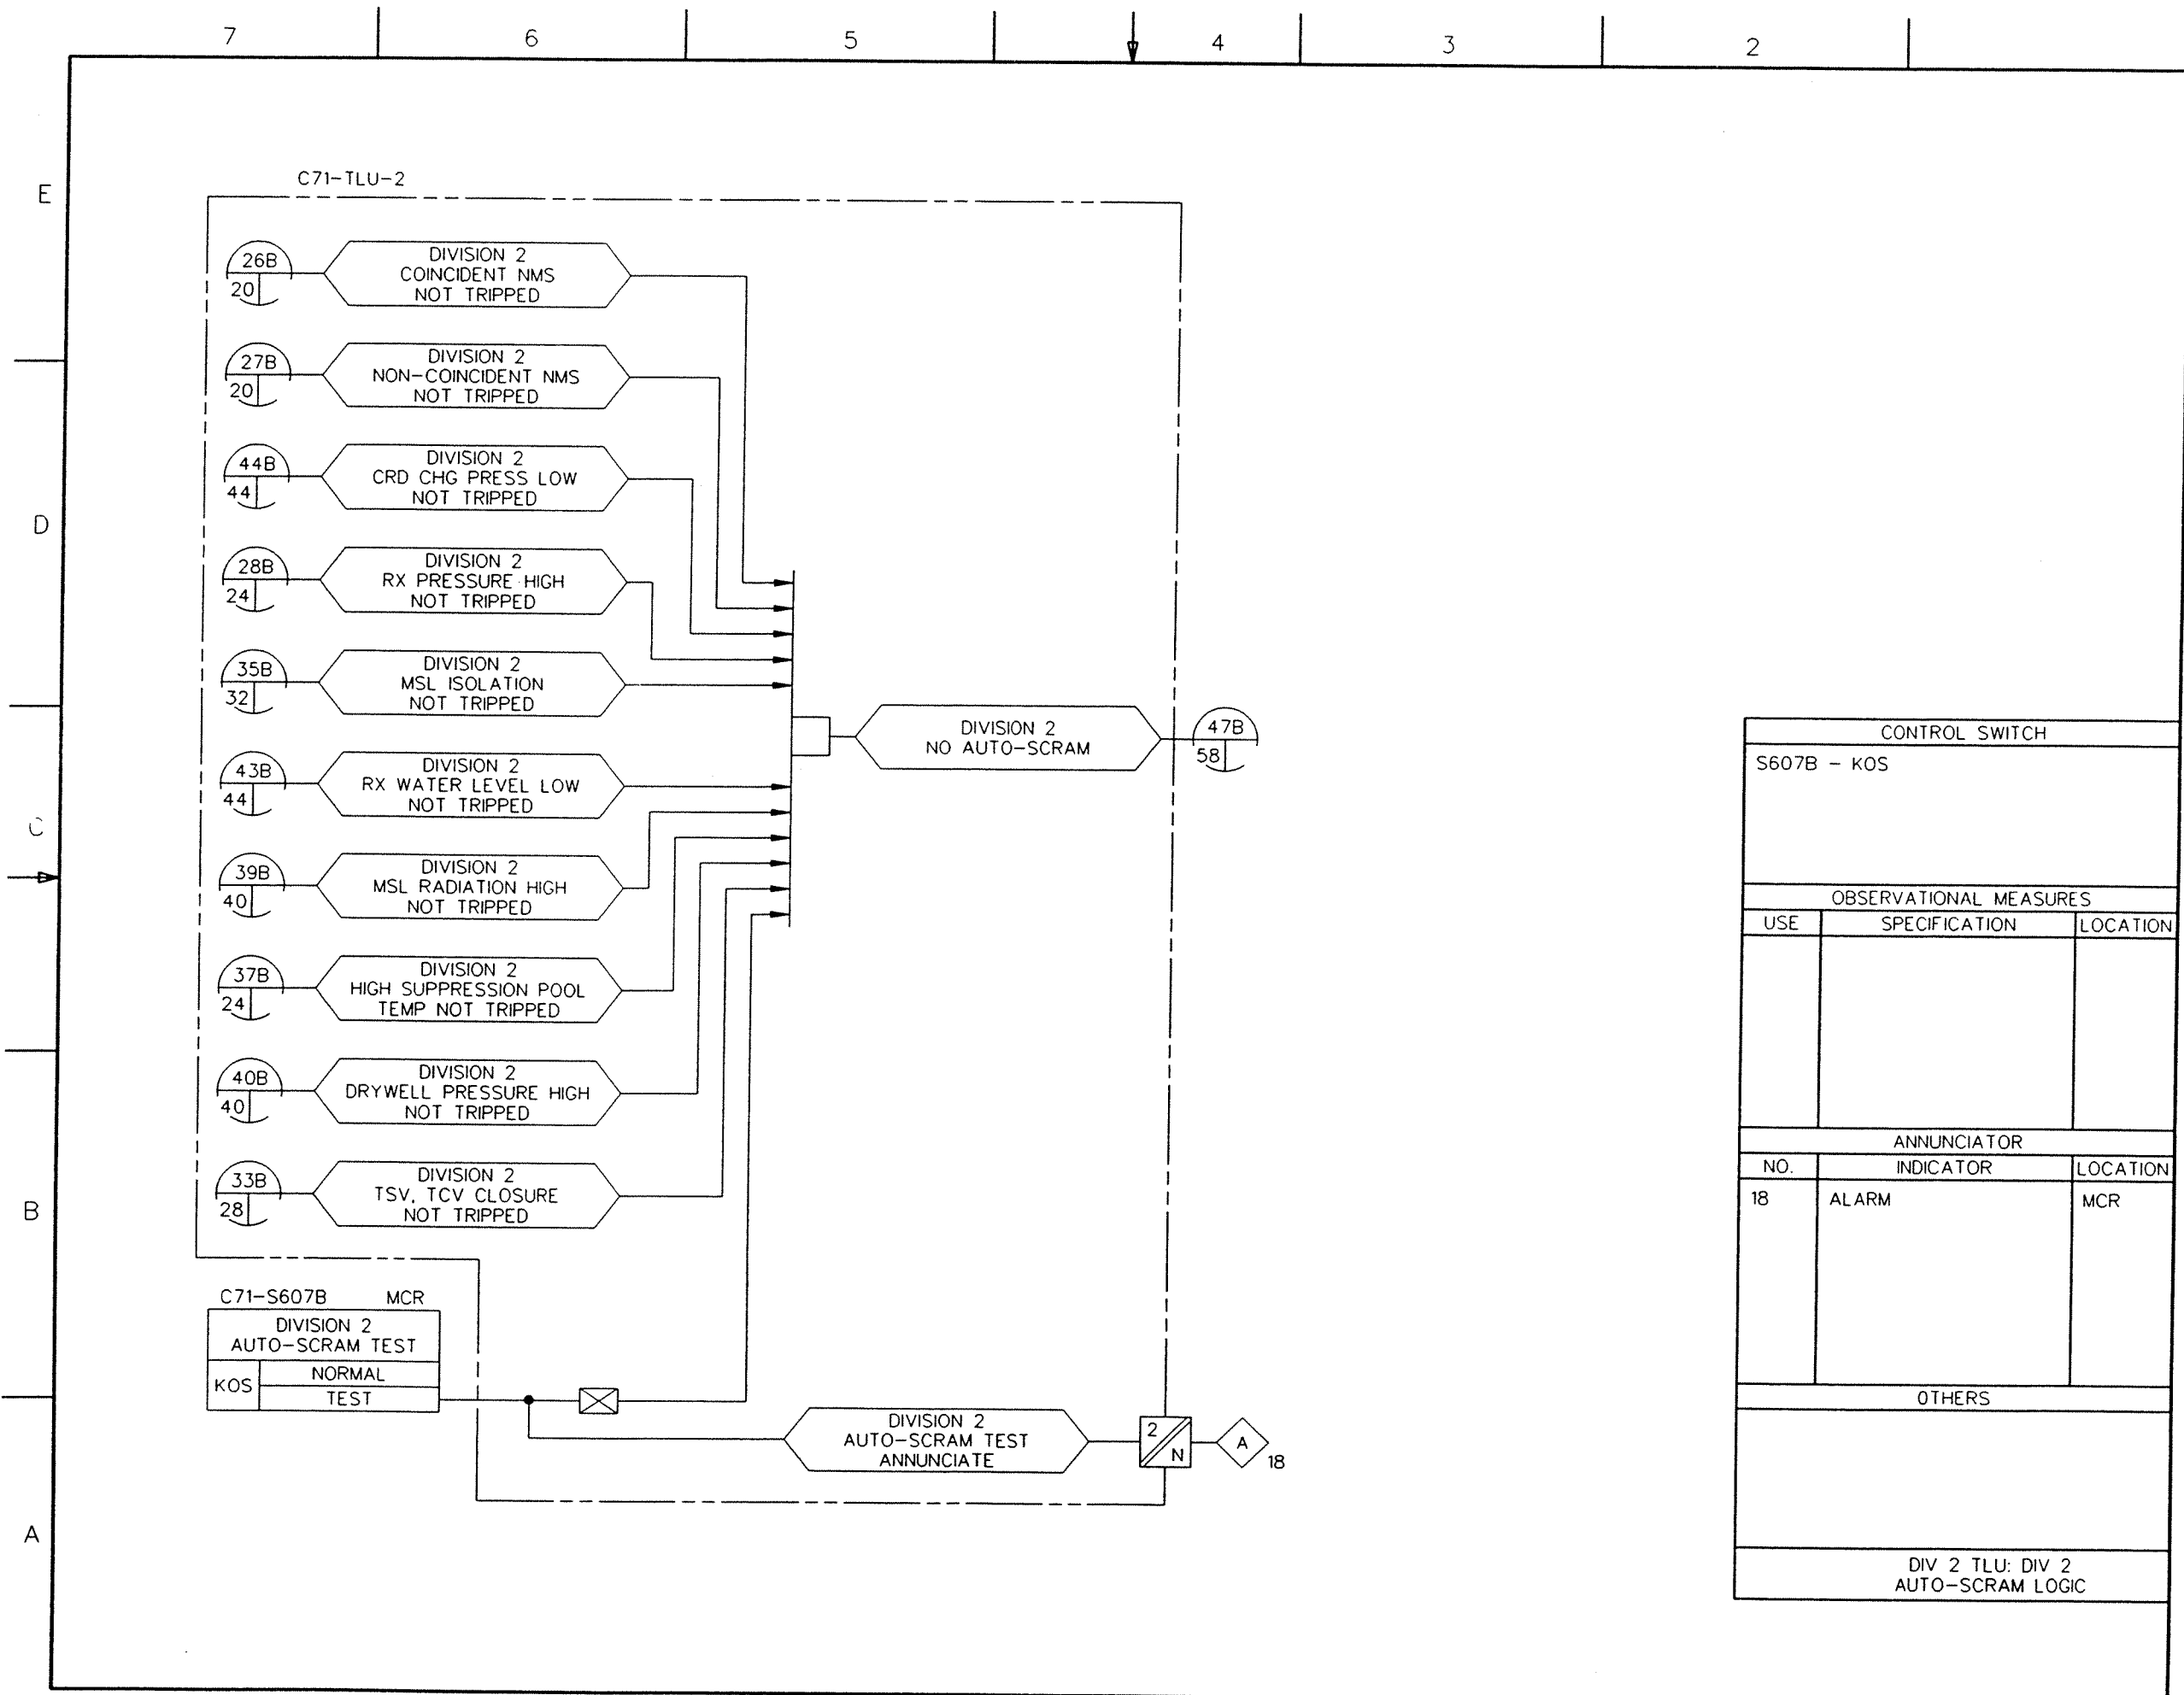 7 6 5 4 3 2
E
D
C
B
A
C71-TLU-2
26B
20
DIVISION 2
COINCIDENT NMS
NOT TRIPPED
27B
20
DIVISION 2
NON-COINCIDENT NMS
NOT TRIPPED
44B
44
DIVISION 2
CRD CHG PRESS LOW
NOT TRIPPED
28B
24
DIVISION 2
RX PRESSURE HIGH
NOT TRIPPED
35B
32
DIVISION 2
MSL ISOLATION
NOT TRIPPED
43B
44
DIVISION 2
RX WATER LEVEL LOW
NOT TRIPPED
39B
40
DIVISION 2
MSL RADIATION HIGH
NOT TRIPPED
37B
24
DIVISION 2
HIGH SUPPRESSION POOL
TEMP NOT TRIPPED
40B
40
DIVISION 2
DRYWELL PRESSURE HIGH
NOT TRIPPED
33B
28
DIVISION 2
TSV, TCV CLOSURE
NOT TRIPPED
DIVISION 2
NO AUTO-SCRAM
47B
58
C71-S607B MCR
DIVISION 2
AUTO-SCRAM TEST
KOS
NORMAL
TEST
DIVISION 2
AUTO-SCRAM TEST
ANNUNCIATE
2
N
A
18
CONTROL SWITCH
S607B - KOS
OBSERVATIONAL MEASURES
USE SPECIFICATION LOCATION
ANNUNCIATOR
NO. INDICATOR LOCATION
18 ALARM MCR
OTHERS
DIV 2 TLU: DIV 2
AUTO-SCRAM LOGIC